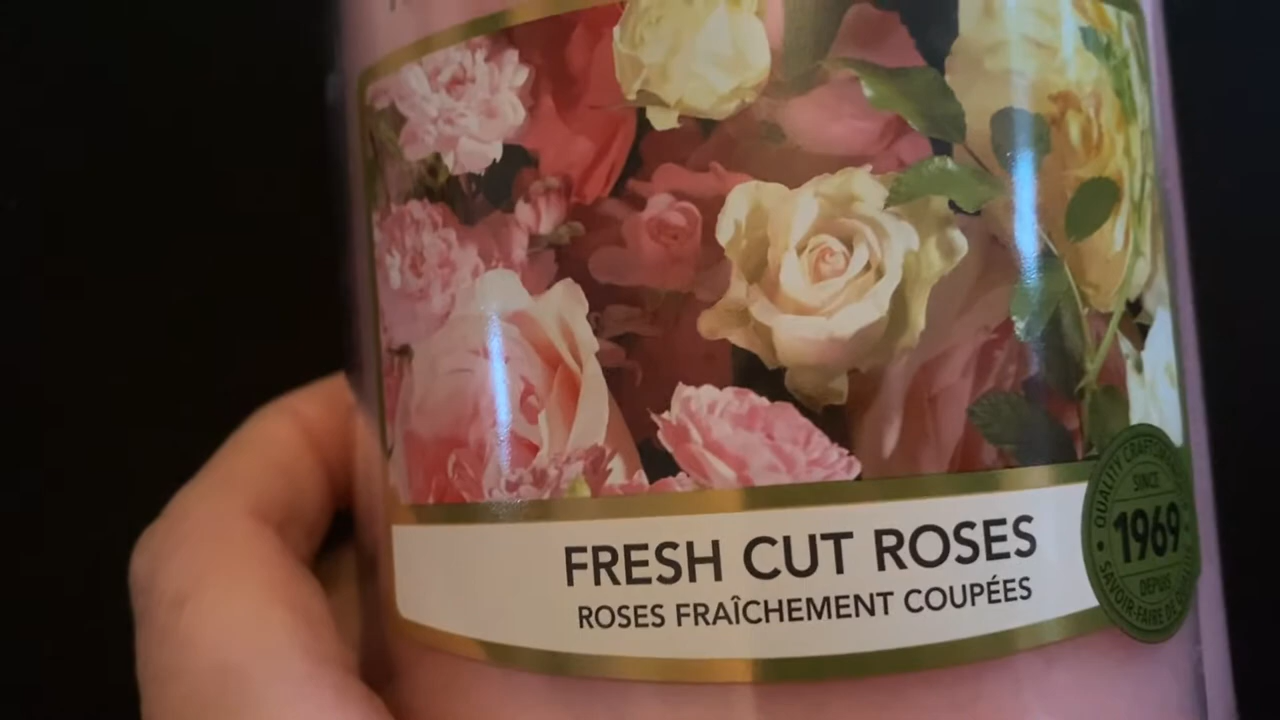 FRESH CUT ROSES
ROSES FRAÎCHEMENT COUPÉES
SINCE
1969
DEPUIS